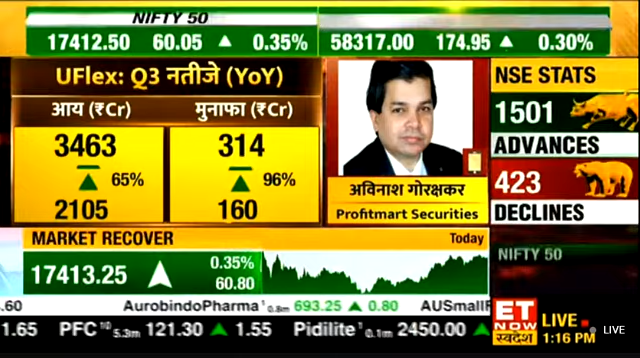 NIFTY 50
17412.50 60.05 ▲ 0.35%
58317.00 174.95 ▲ 0.30%
UFlex: Q3 नतीजे (YoY)
आय (₹Cr)
मुनाफा (₹Cr)
3463
65%
2105
314
96%
160
अविनाश गोरक्षकर
Profitmart Securities
NSE STATS
1501
ADVANCES
423
DECLINES
MARKET RECOVER
Today
17413.25
0.35%
60.80
NIFTY 50
.60 AurobindoPharma 0.8m 693.25 ▲ 0.80 AUSmallF
1.65 PFC 5.3m 121.30 ▲ 1.55 Pidilite 0.1m 2450.00 ▲
ET
NOW
स्वदेश
LIVE
1:16 PM
LIVE